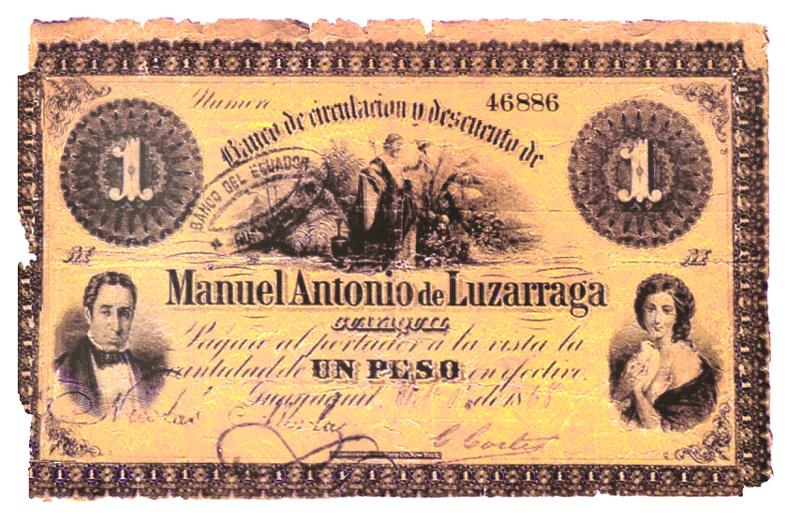 Numero 46886
Banco de circulacion y descuento de
1 1
BANCO DEL ECUADOR
Manuel Antonio de Luzarraga
GUAYAQUIL
Pagará al portador á la vista la
cantidad de UN PESO en efectivo.
Guayaquil de 186
Nicolas